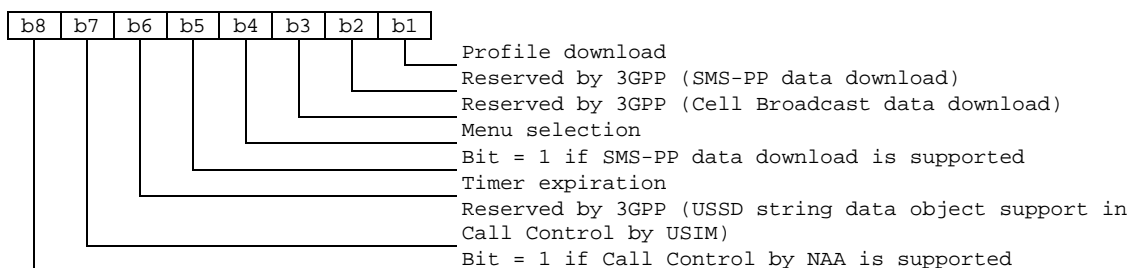 b8 b7 b6 b5 b4 b3 b2 b1
Profile download
Reserved by 3GPP (SMS-PP data download)
Reserved by 3GPP (Cell Broadcast data download)
Menu selection
Bit = 1 if SMS-PP data download is supported
Timer expiration
Reserved by 3GPP (USSD string data object support in
Call Control by USIM)
Bit = 1 if Call Control by NAA is supported